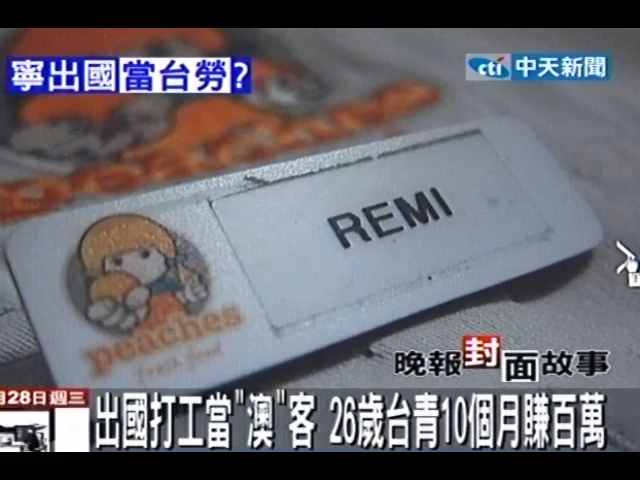 寧出國當台勞?
cti 中天新聞
REMI
peaches
fresh food
晚報封面故事
月28日週三
出國打工當"澳"客 26歲台青10個月賺百萬